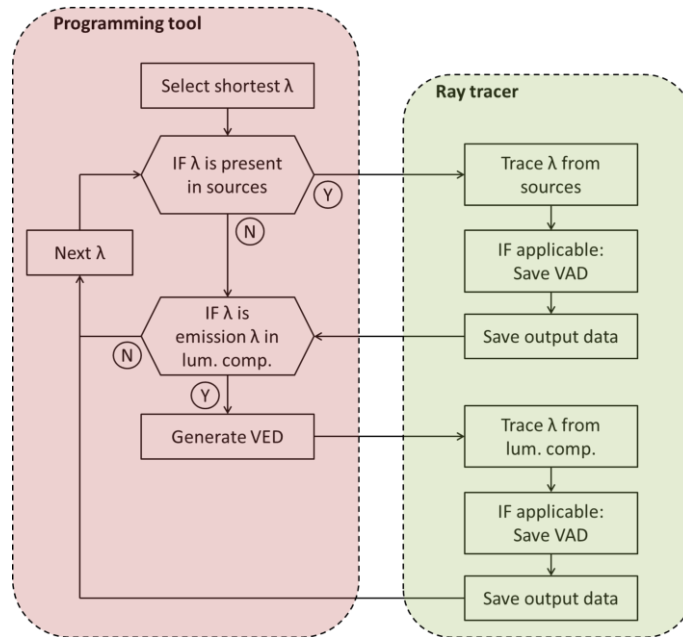 Programming tool
Select shortest λ
IF λ is present
in sources
Y
N
Next λ
IF λ is
emission λ in
lum. comp.
N
Y
Generate VED
Ray tracer
Trace λ from
sources
IF applicable:
Save VAD
Save output data
Trace λ from
lum. comp.
IF applicable:
Save VAD
Save output data